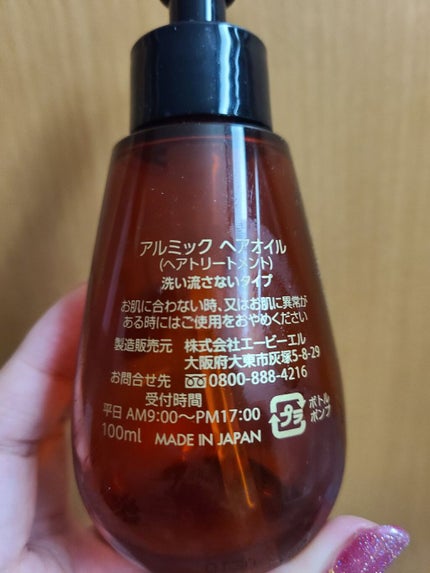 アルミック ヘアオイル
(ヘアトリートメント)
洗い流さないタイプ
お肌に合わない時、又はお肌に異常が
ある時にはご使用をおやめください
製造販売元 株式会社エービーエル
大阪府大東市灰塚5-8-29
お問合せ先 0800-888-4216
受付時間
平日 AM9:00～PM17:00
100ml MADE IN JAPAN
プラ
ボトル
ポンプ